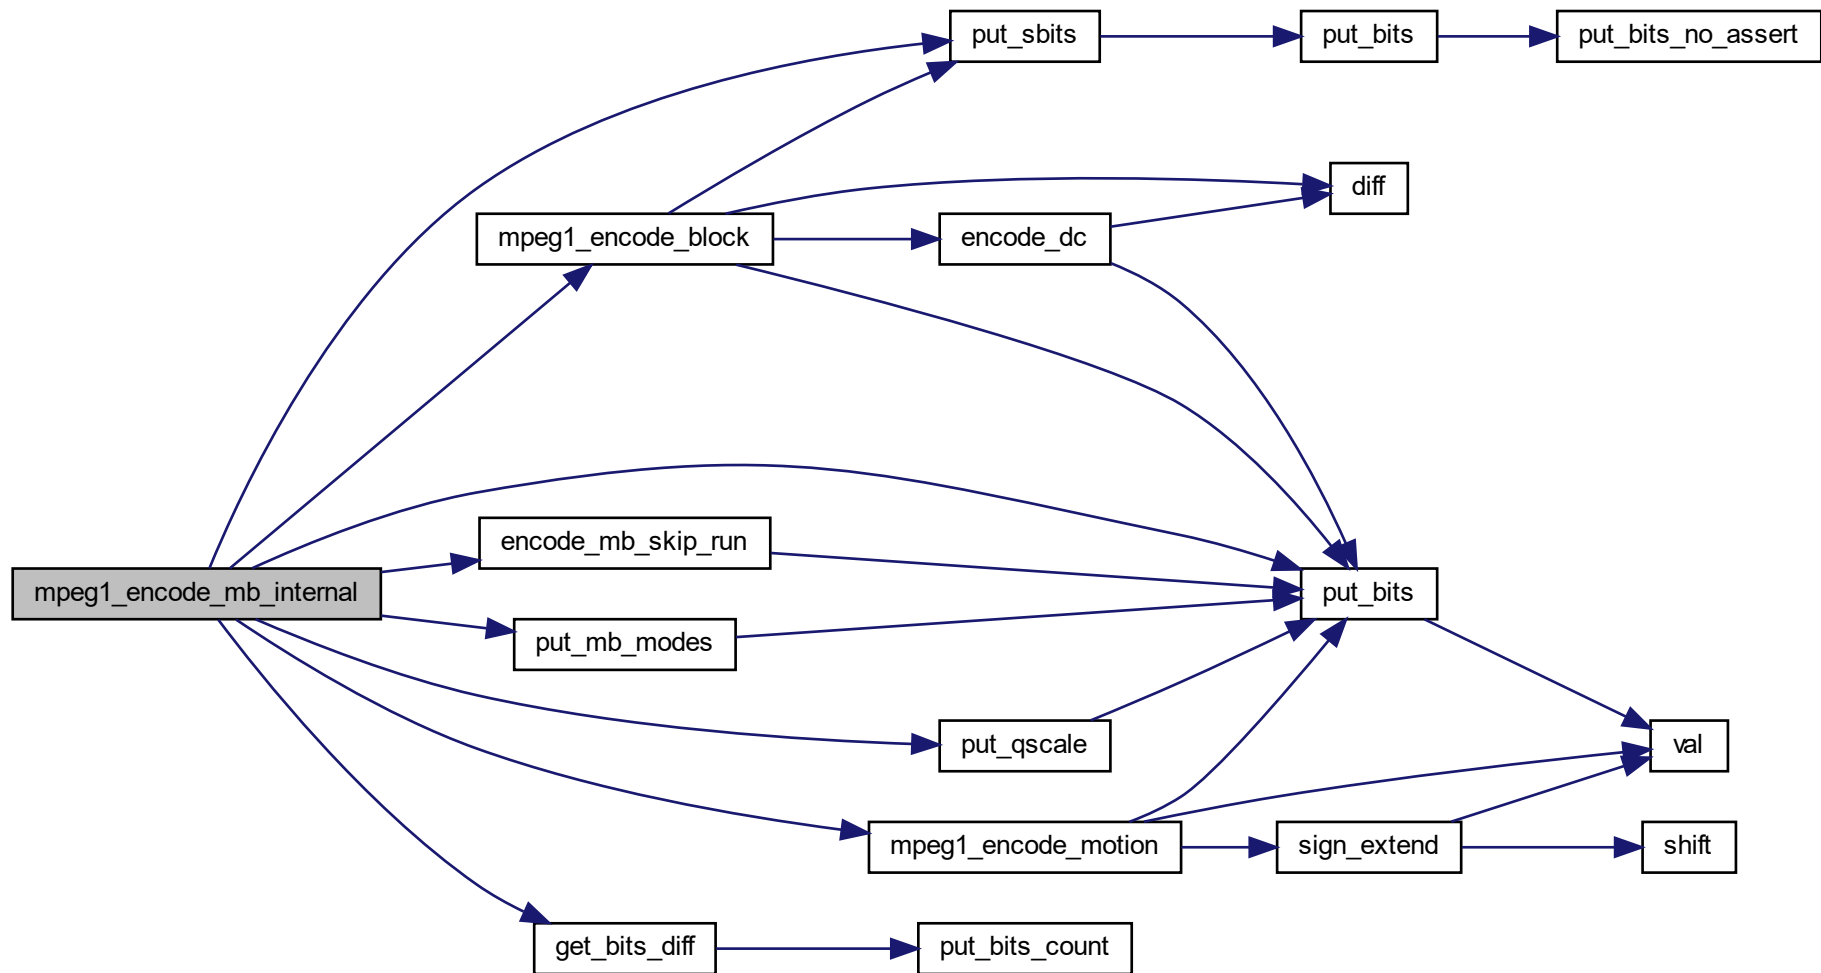 put_sbits
put_bits
put_bits_no_assert
diff
mpeg1_encode_block
encode_dc
encode_mb_skip_run
mpeg1_encode_mb_internal
put_bits
put_mb_modes
put_qscale
val
mpeg1_encode_motion
sign_extend
shift
get_bits_diff
put_bits_count